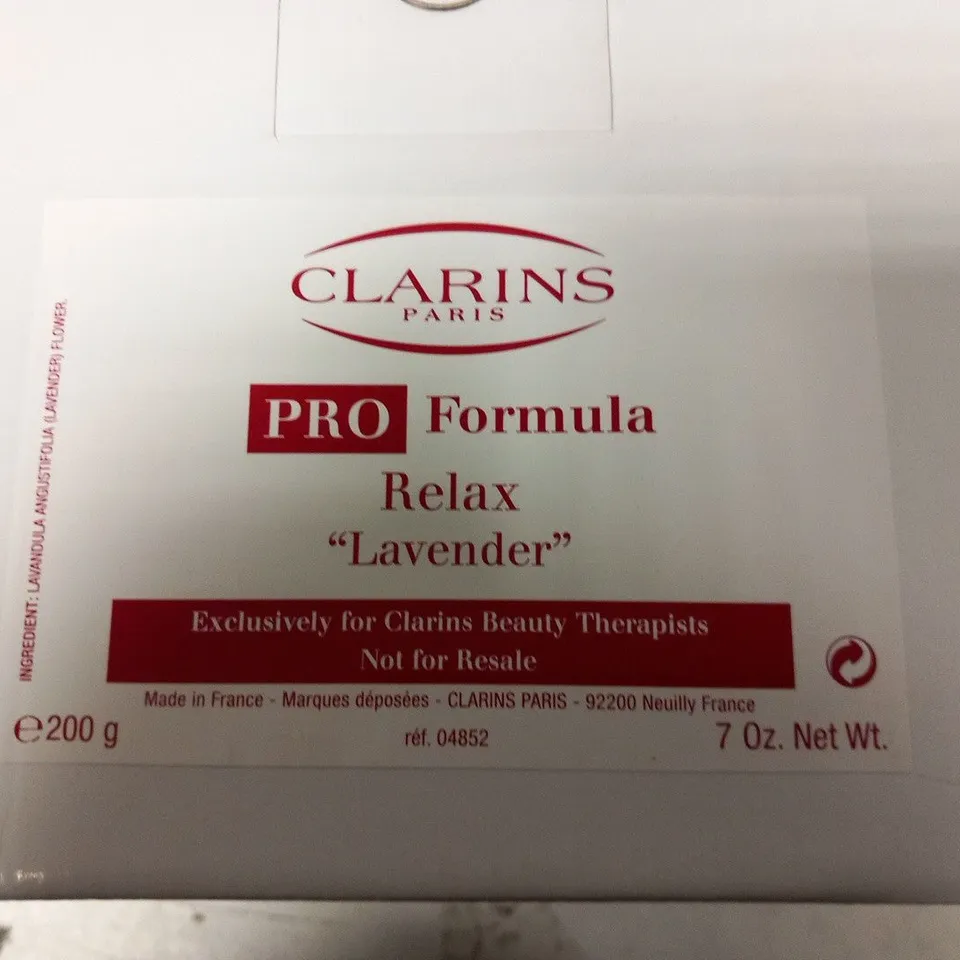 CLARINS
PARIS
PRO Formula
Relax
“Lavender”
Exclusively for Clarins Beauty Therapists
Not for Resale
Made in France - Marques déposées - CLARINS PARIS - 92200 Neuilly France
℮200 g
réf. 04852
7 Oz. Net Wt.
INGREDIENT: LAVANDULA ANGUSTIFOLIA (LAVENDER) FLOWER.